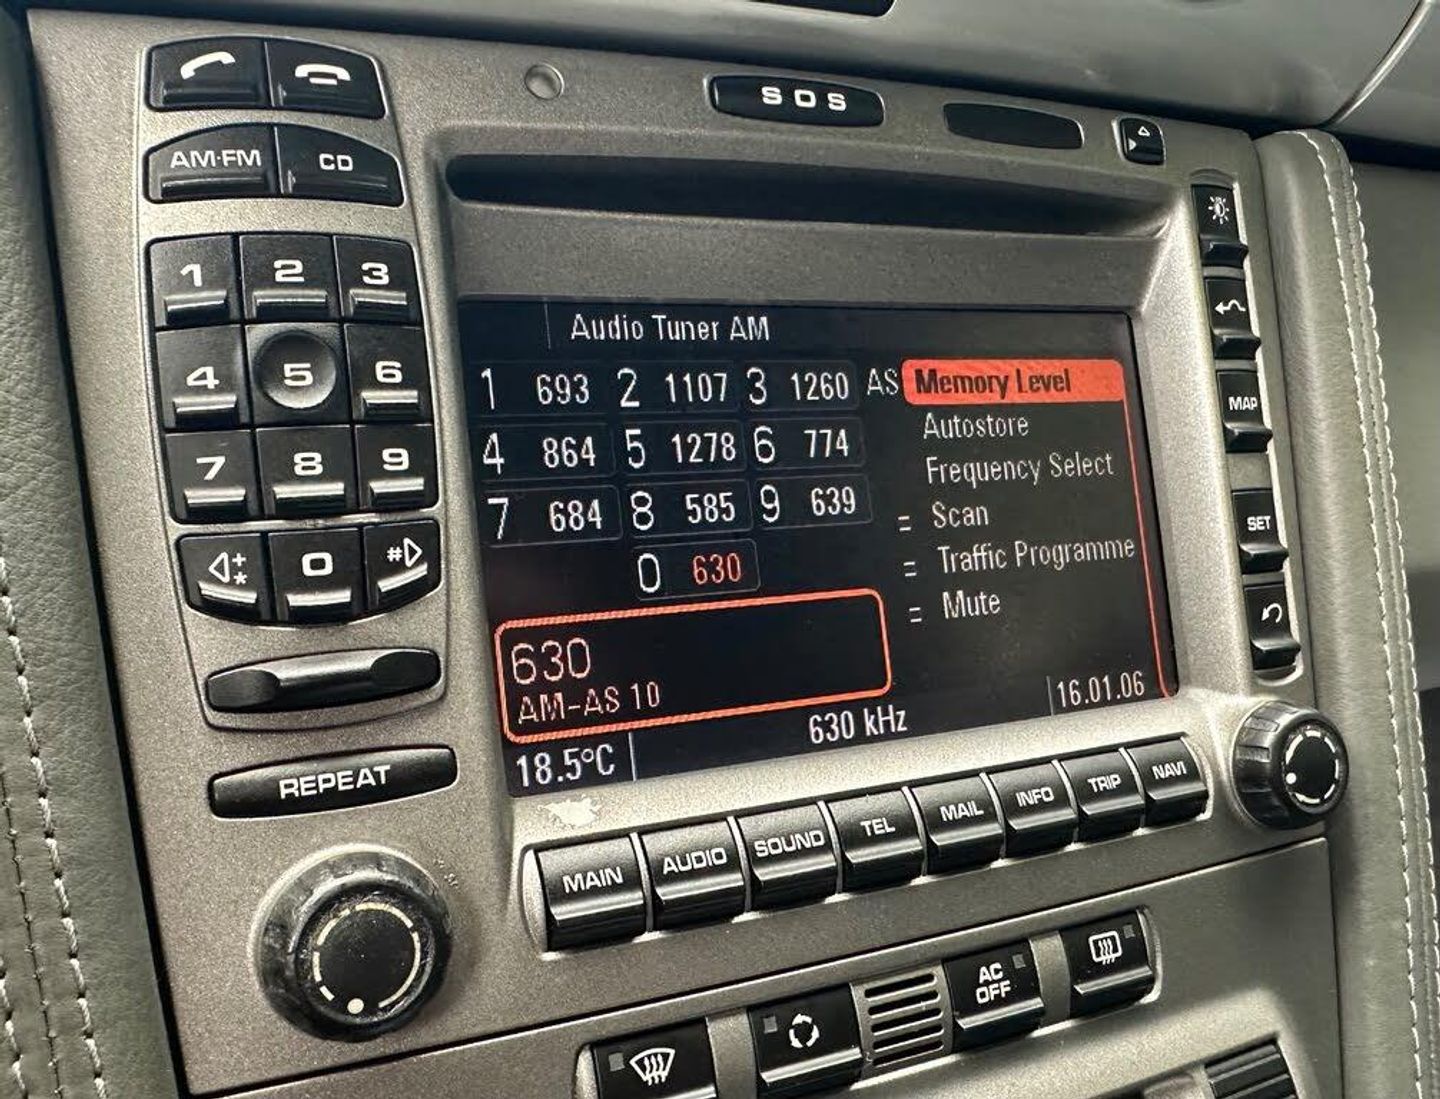 SOS
AM·FM CD
1 2 3
4 5 6
7 8 9
+
* 0 #
REPEAT
Audio Tuner AM
1 693 2 1107 3 1260 AS
4 864 5 1278 6 774
7 684 8 585 9 639
0 630
Memory Level
Autostore
Frequency Select
= Scan
= Traffic Programme
= Mute
630
AM-AS 10
18.5°C
630 kHz
16.01.06
MAP
SET
MAIN AUDIO SOUND TEL MAIL INFO TRIP NAVI
AC
OFF